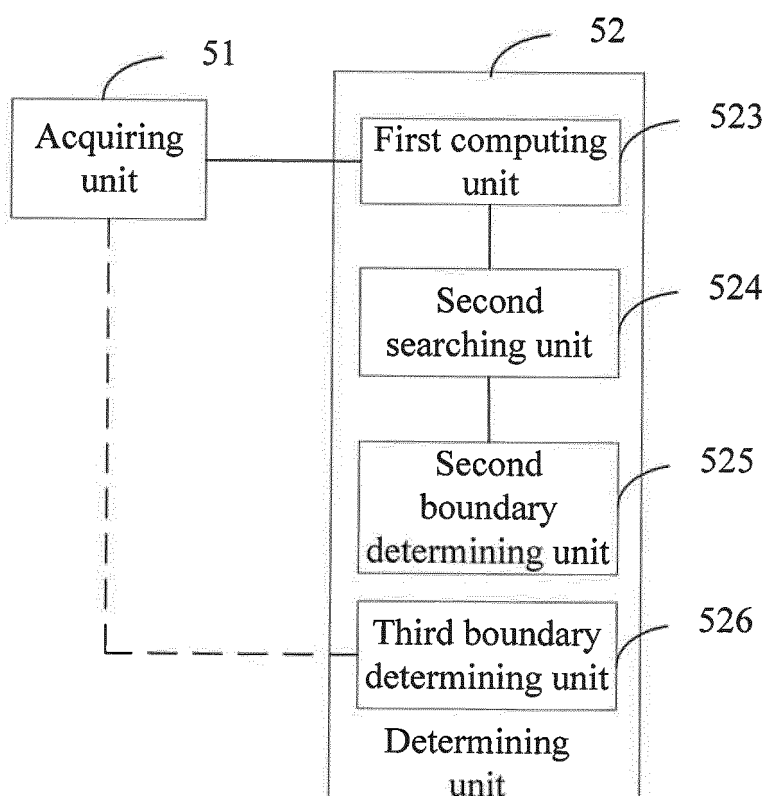 51
52
Acquiring
unit
First computing
unit
523
Second
searching unit
524
Second
boundary
determining unit
525
Third boundary
determining unit
526
Determining
unit